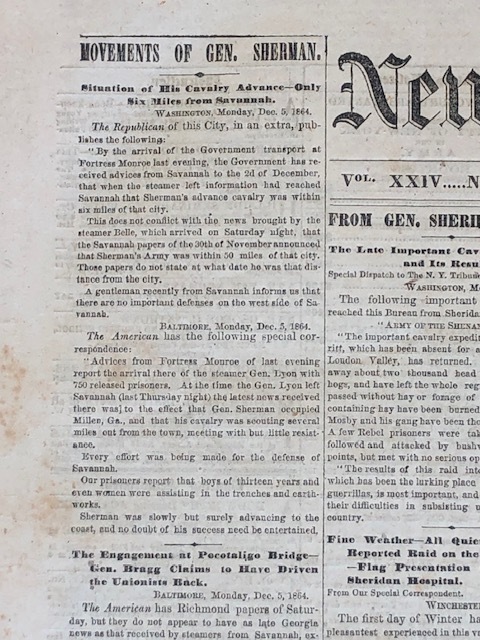 MOVEMENTS OF GEN. SHERMAN.
Situation of His Cavalry Advance—Only
Six Miles from Savannah.
WASHINGTON, Monday, Dec. 5, 1864.
The Republican of this City, in an extra, pub-
lishes the following:
"By the arrival of the Government transport at
Fortress Monroe last evening, the Government has re-
ceived advices from Savannah to the 2d of December,
that when the steamer left information had reached
Savannah that Sherman's advance cavalry was within
six miles of that city.
This does not conflict with the news brought by the
steamer Belle, which arrived on Saturday night, that
the Savannah papers of the 30th of November announced
that Sherman's Army was within 50 miles of that city.
Those papers do not state at what date he was that dis-
tance from the city.
A gentleman recently from Savannah informs us that
there are no important defenses on the west side of Sa-
vannah.
BALTIMORE, Monday, Dec. 5, 1864.
The American has the following special cor-
respondence:
"Advices from Fortress Monroe of last evening
report the arrival there of the steamer Gen. Lyon with
750 released prisoners. At the time the Gen. Lyon left
Savannah (last Thursday night) the latest news received
there was to the effect that Gen. Sherman occupied
Millen, Ga., and that his cavalry was scouting several
miles out from the town, meeting with but little resist-
ance.
Every effort was being made for the defense of
Savannah.
Our prisoners report that boys of thirteen years and
even women were assisting in the trenches and earth-
works.
Sherman was slowly but surely advancing to the
coast, and no doubt of his success need be entertained,
The Engagement at Pocotaligo Bridge—
Gen. Bragg Claims to Have Driven
the Unionists Back.
BALTIMORE, Monday, Dec. 5, 1864.
The American has Richmond papers of Satur-
day, but they do not appear to have as late Georgia
news as that received by steamers from Savannah, ex-
New
VOL. XXIV.....N
FROM GEN. SHERI
The Late Important Cav
and Its Resu
Special Dispatch to The N. Y. Tribune
WASHINGTON, Mo
The following important
reached this Bureau from Sherida
"ARMY OF THE SHENAN
"The important cavalry expedit
riff, which has been absent for a
London Valley, has returned.
away about two thousand head
hogs, and have left the whole reg
passed without hay or forage of
containing hay have been burned
Mosby and his gang have been the
A few Rebel prisoners were tak
followed and attacked by bushw
points, but met with no serious op
"The results of this raid into
which has been the lurking place
guerrillas, is most important, and
their difficulties in subsisting u
country.
Fine Weather—All Quie
Reported Raid on the
—Flag Presentation
Sheridan Hospital.
From Our Special Correspondent.
WINCHESTER
The first day of Winter ha
pleasanter experienced in this v